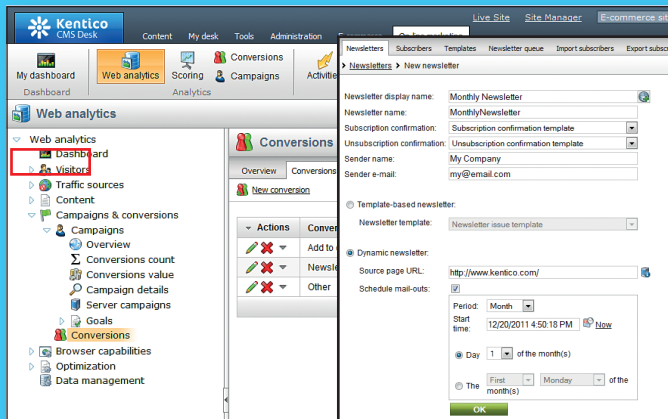 Kentico
CMS Desk
Content My desk Tools Administration
Live Site Site Manager
My dashboard
Web analytics
Scoring
Conversions
Campaigns
Dashboard
Analytics
Web analytics
Web analytics
Dashboard
Visitors
Traffic sources
Content
Campaigns & conversions
Campaigns
Overview
Conversions count
Conversions value
Campaign details
Server campaigns
Goals
Conversions
Browser capabilities
Optimization
Data management
Conversions
Overview Conversions
New conversion
Actions
Add to
Other
Newsletters Subscribers Templates Newsletter queue Import subscribers Export
Newsletters > New newsletter
Newsletter display name: Monthly Newsletter
Newsletter name: MonthlyNewsletter
Subscription confirmation: Subscription confirmation template
Unsubscription confirmation: Unsubscription confirmation template
Sender name: My Company
Sender e-mail: my@email.com
Template-based newsletter:
Newsletter template: Newsletter issue template
Dynamic newsletter:
Source page URL: http://www.kentico.com/
Schedule mail-outs:
Period: Month
Start
time: 12/20/2011 4:50:18 PM Now
Day 1 of the month(s)
The First Monday of the
month(s)
OK